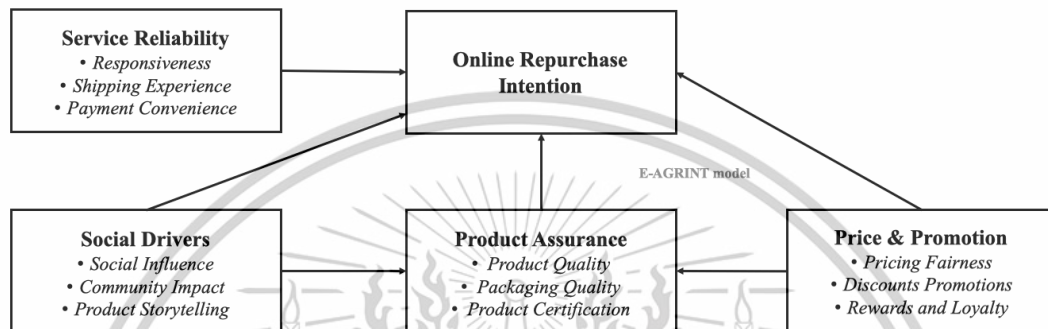 Service Reliability
• Responsiveness
• Shipping Experience
• Payment Convenience
Online Repurchase
Intention
E-AGRINT model
Social Drivers
• Social Influence
• Community Impact
• Product Storytelling
Product Assurance
• Product Quality
• Packaging Quality
• Product Certification
Price & Promotion
• Pricing Fairness
• Discounts Promotions
• Rewards and Loyalty